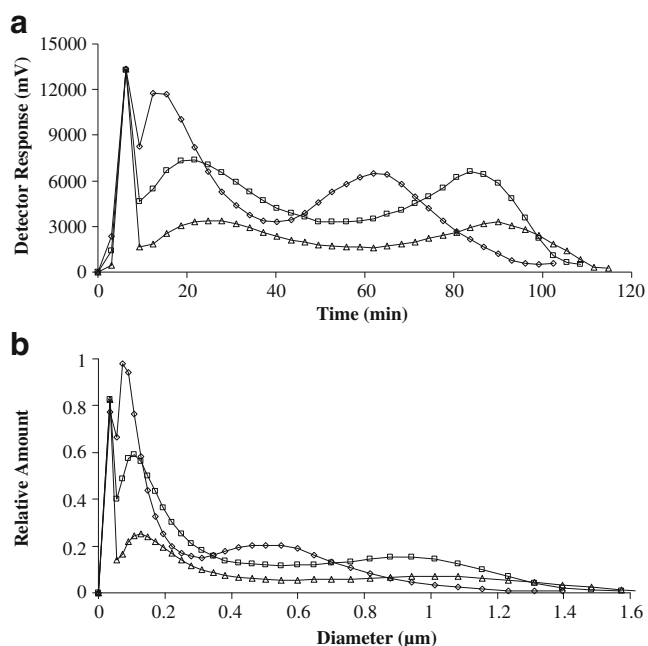 a
15000
12000
9000
6000
3000
0
Detector Response (mV)
0 20 40 60 80 100 120
Time (min)
b
1
0.8
0.6
0.4
0.2
0
Relative Amount
0 0.2 0.4 0.6 0.8 1 1.2 1.4 1.6
Diameter (µm)